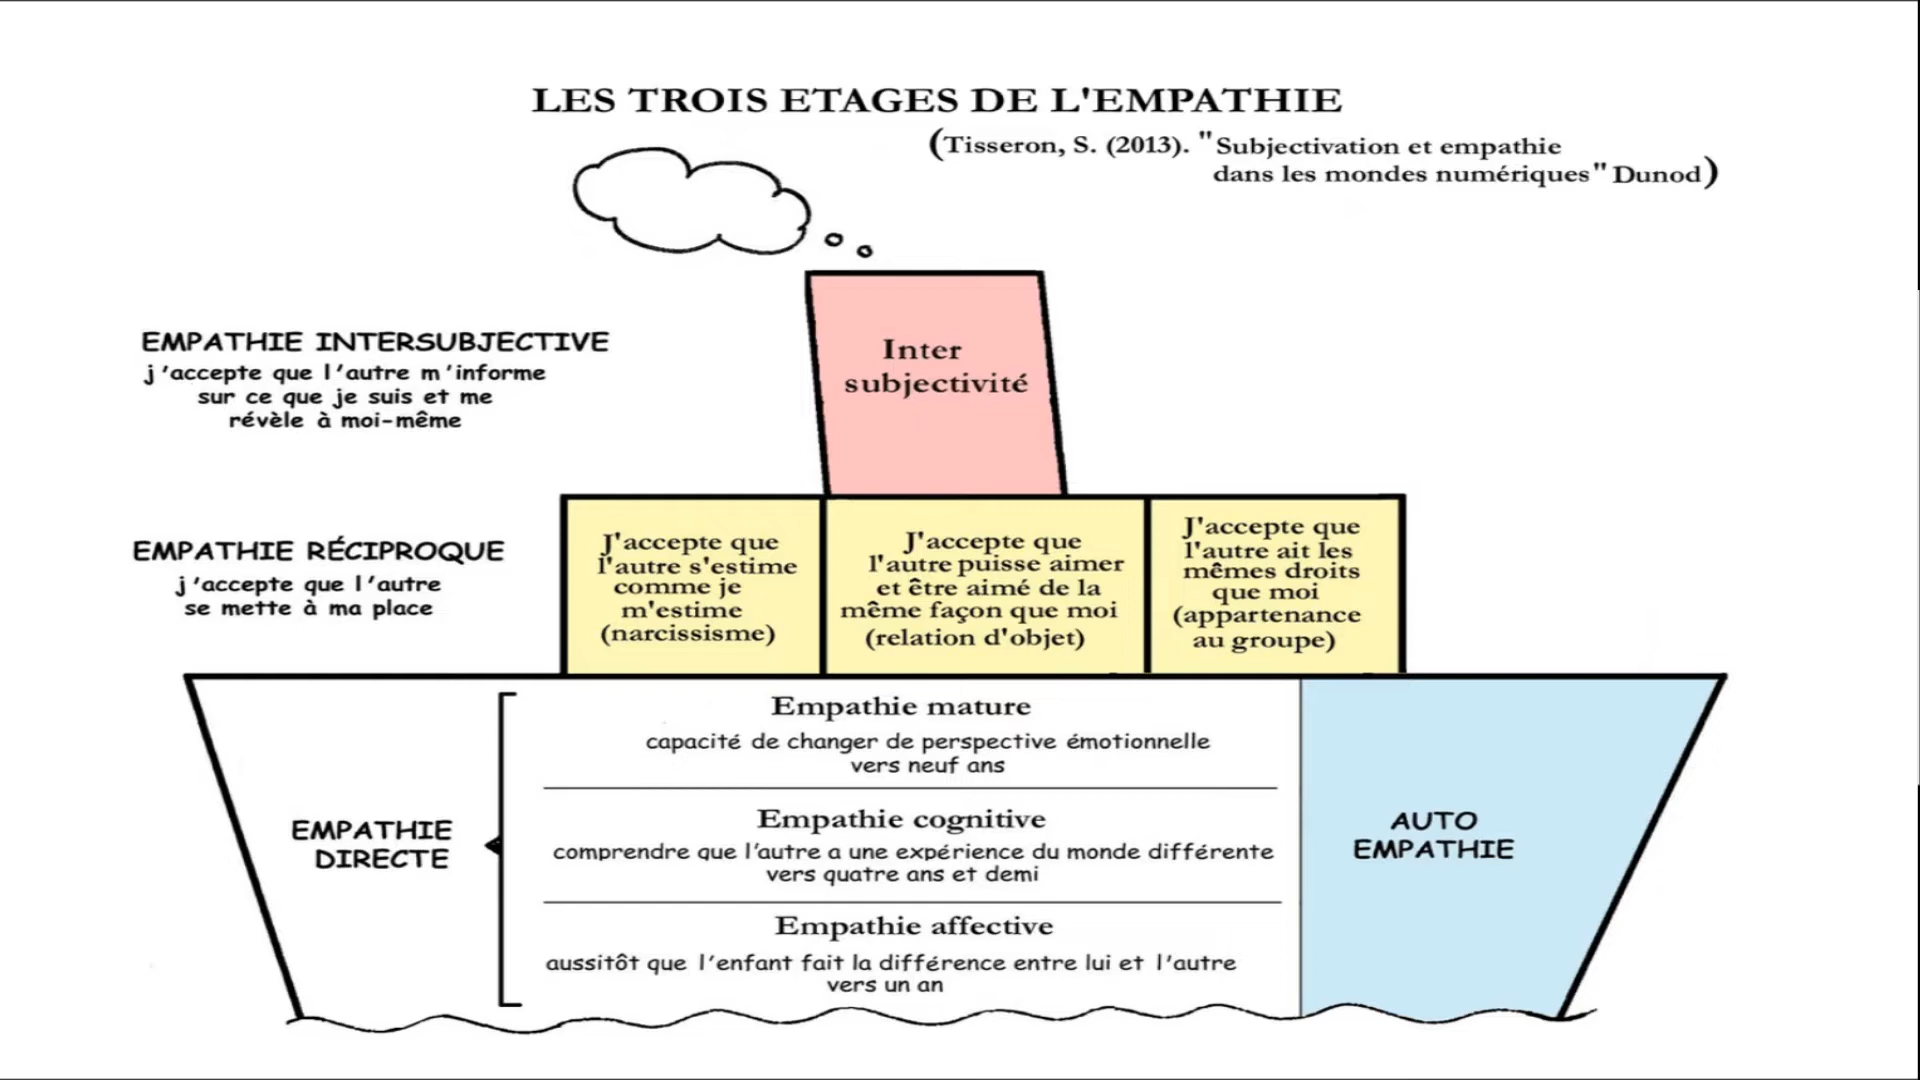 LES TROIS ETAGES DE L'EMPATHIE
(Tisseron, S. (2013). "Subjectivation et empathie
dans les mondes numériques" Dunod)
EMPATHIE INTERSUBJECTIVE
j'accepte que l'autre m'informe
sur ce que je suis et me
révèle à moi-même
Inter
subjectivité
EMPATHIE RÉCIPROQUE
j'accepte que l'autre
se mette à ma place
J'accepte que
l'autre s'estime
comme je
m'estime
(narcissisme)
J'accepte que
l'autre puisse aimer
et être aimé de la
même façon que moi
(relation d'objet)
J'accepte que
l'autre ait les
mêmes droits
que moi
(appartenance
au groupe)
EMPATHIE
DIRECTE
Empathie mature
capacité de changer de perspective émotionnelle
vers neuf ans
Empathie cognitive
comprendre que l'autre a une expérience du monde différente
vers quatre ans et demi
Empathie affective
aussitôt que l'enfant fait la différence entre lui et l'autre
vers un an
AUTO
EMPATHIE